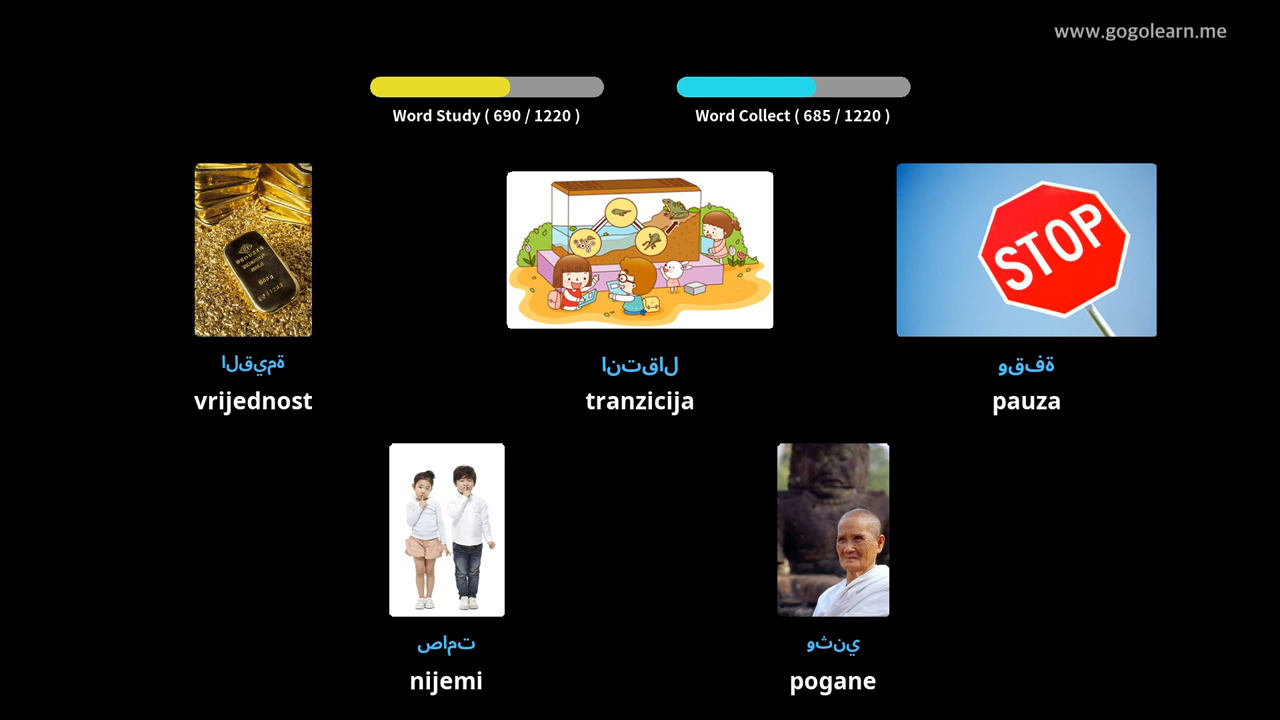 www.gogolearn.me
Word Study ( 690 / 1220 )
Word Collect ( 685 / 1220 )
STOP
القيمة
انتقال
وقفة
vrijednost
tranzicija
pauza
صامت
وثني
nijemi
pogane